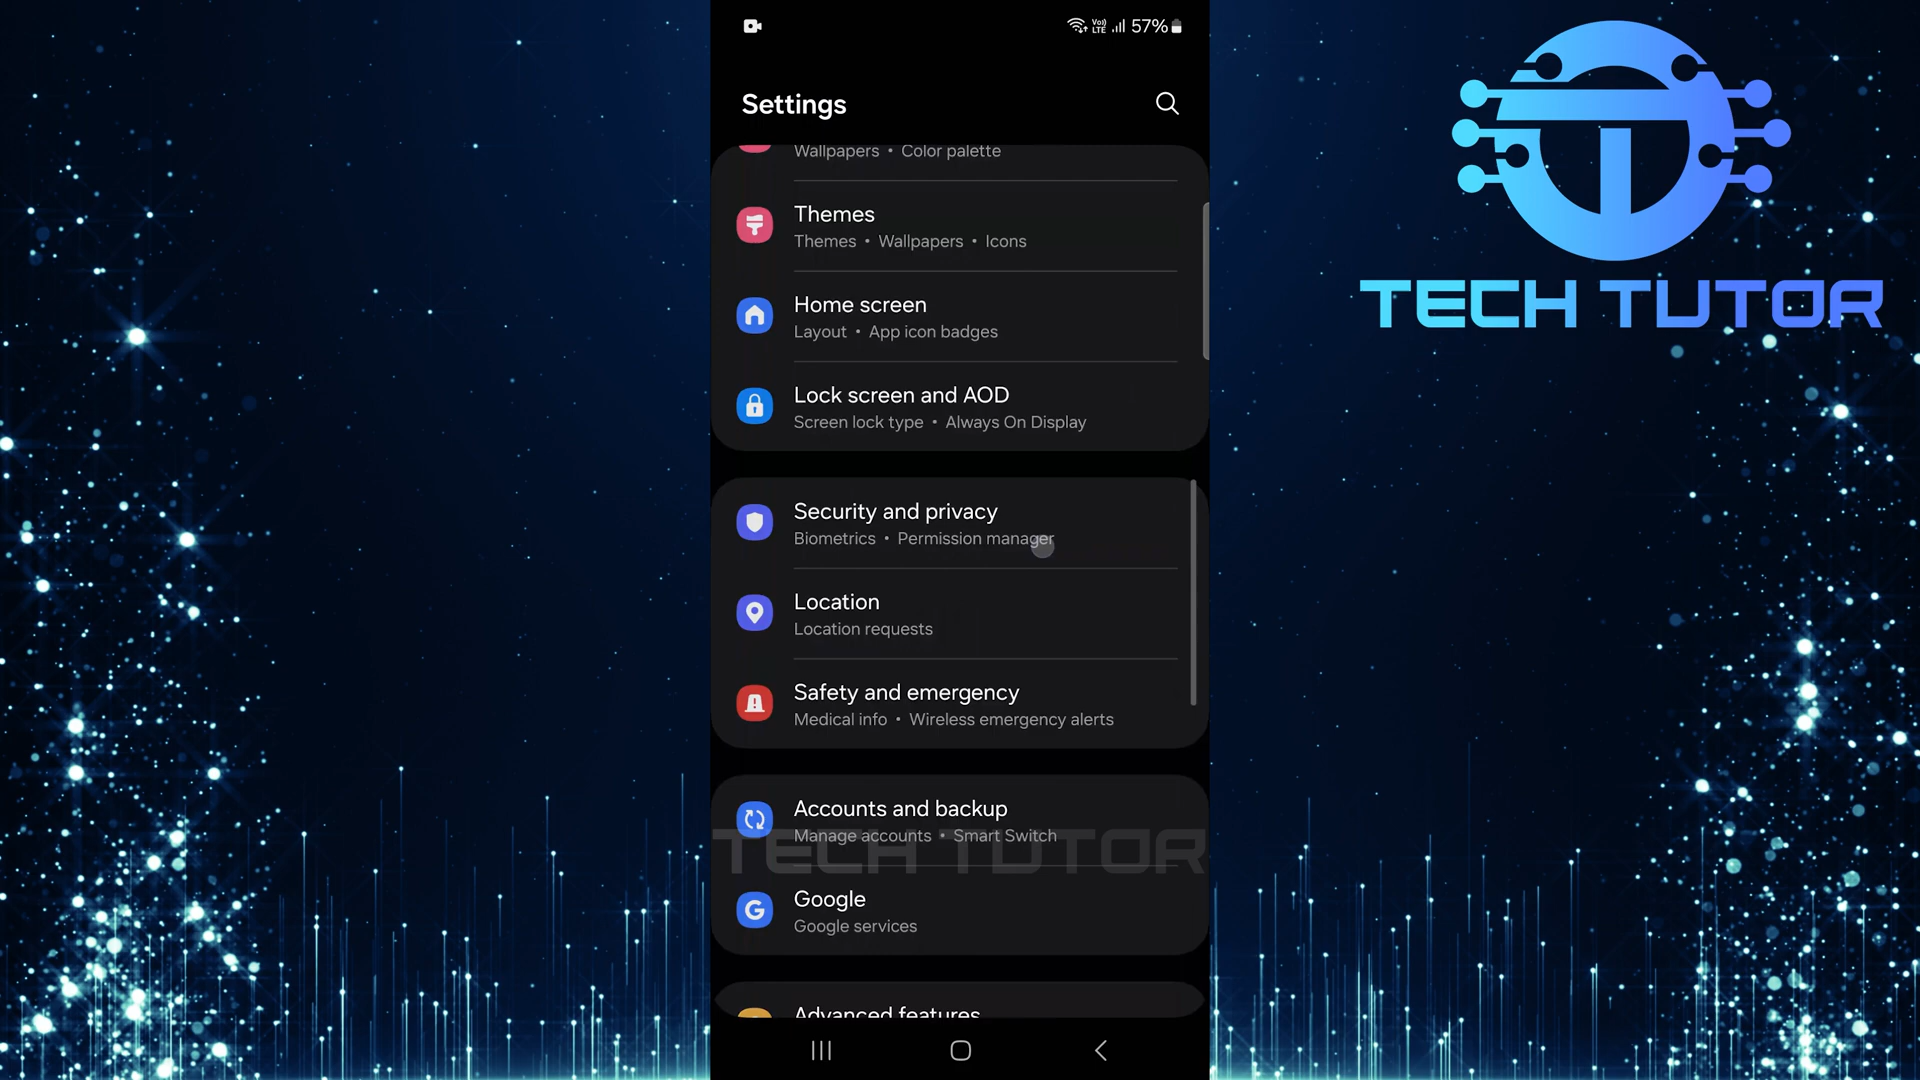 Vo)) LTE 57%
TECH TUTOR
Settings
Wallpapers • Color palette
Themes
Themes • Wallpapers • Icons
Home screen
Layout • App icon badges
Lock screen and AOD
Screen lock type • Always On Display
Security and privacy
Biometrics • Permission manager
Location
Location requests
Safety and emergency
Medical info • Wireless emergency alerts
Accounts and backup
Manage accounts • Smart Switch
TECH TUTOR
Google
Google services
Advanced features